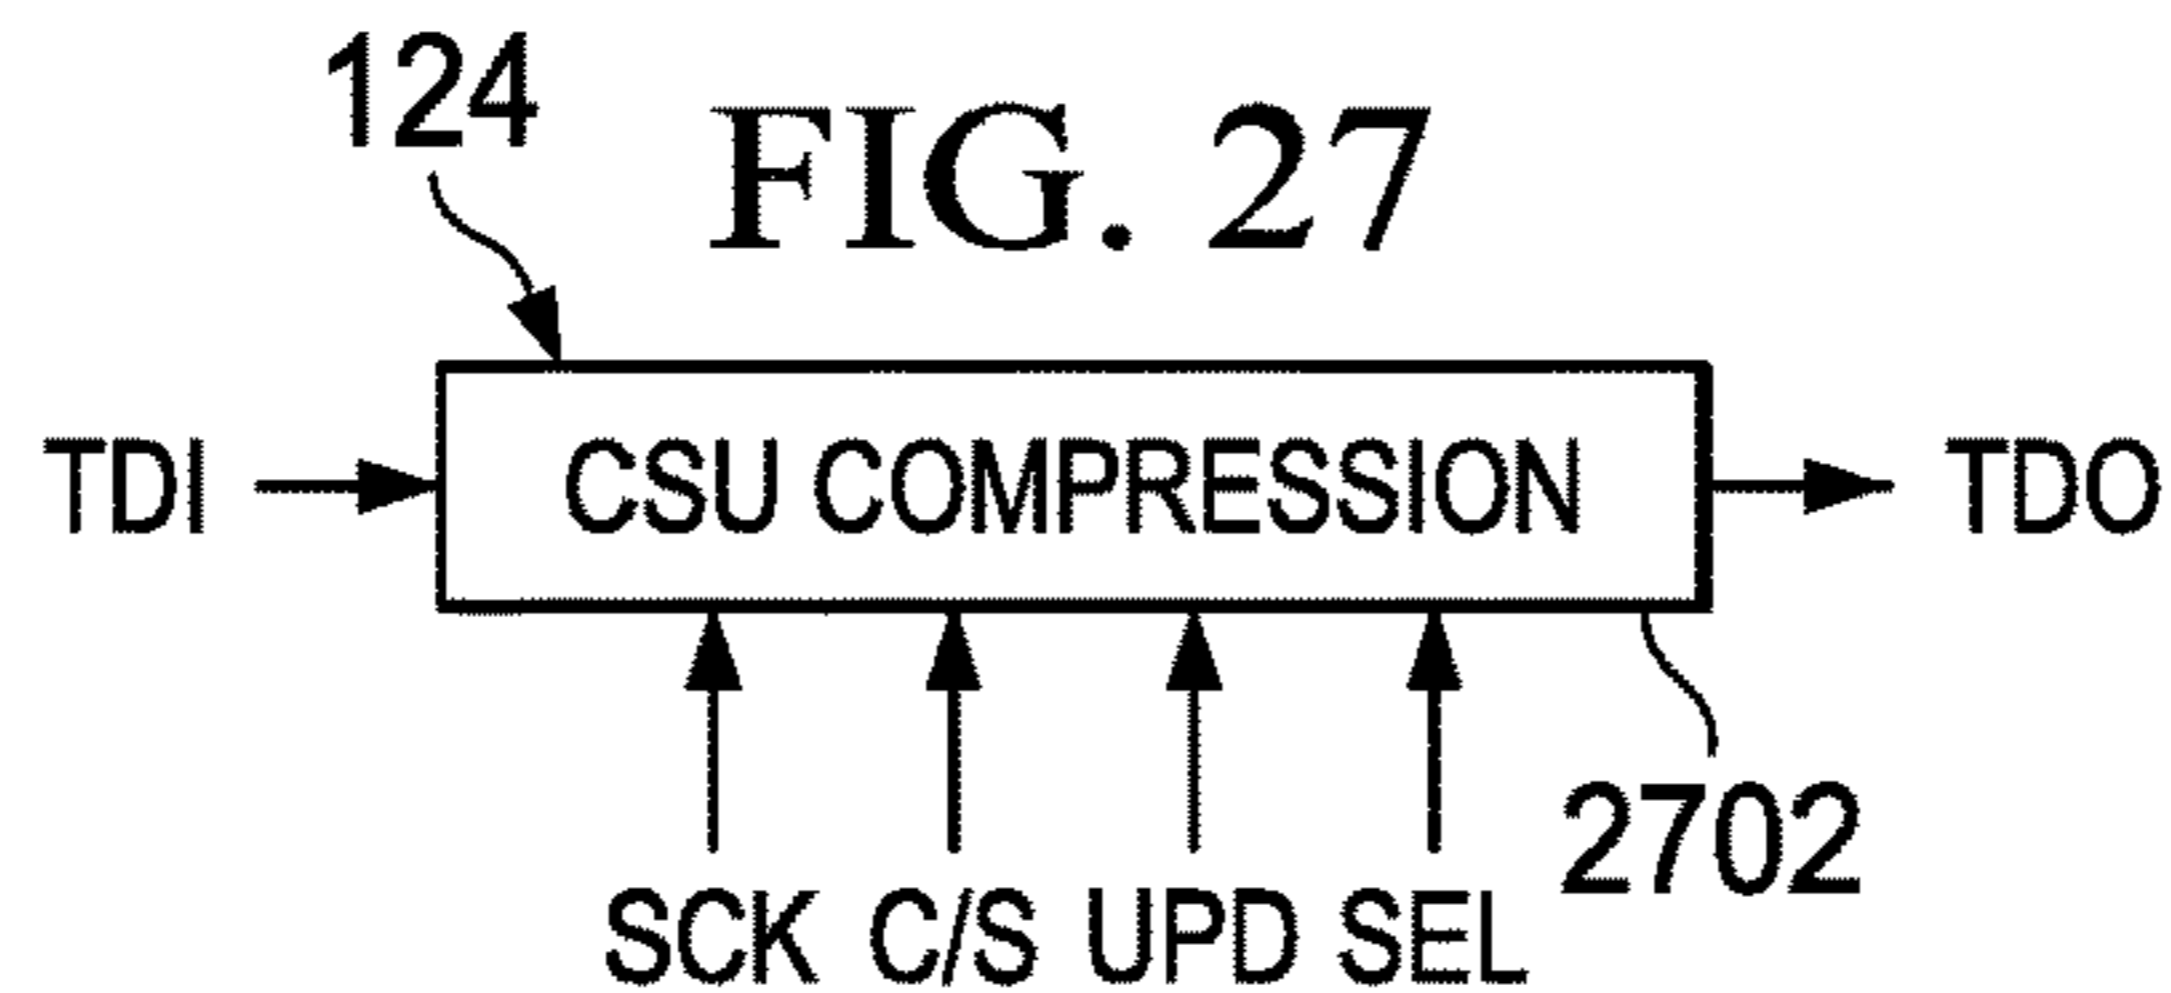 124
FIG. 27
TDI
CSU COMPRESSION
TDO
2702
SCK C/S UPD SEL